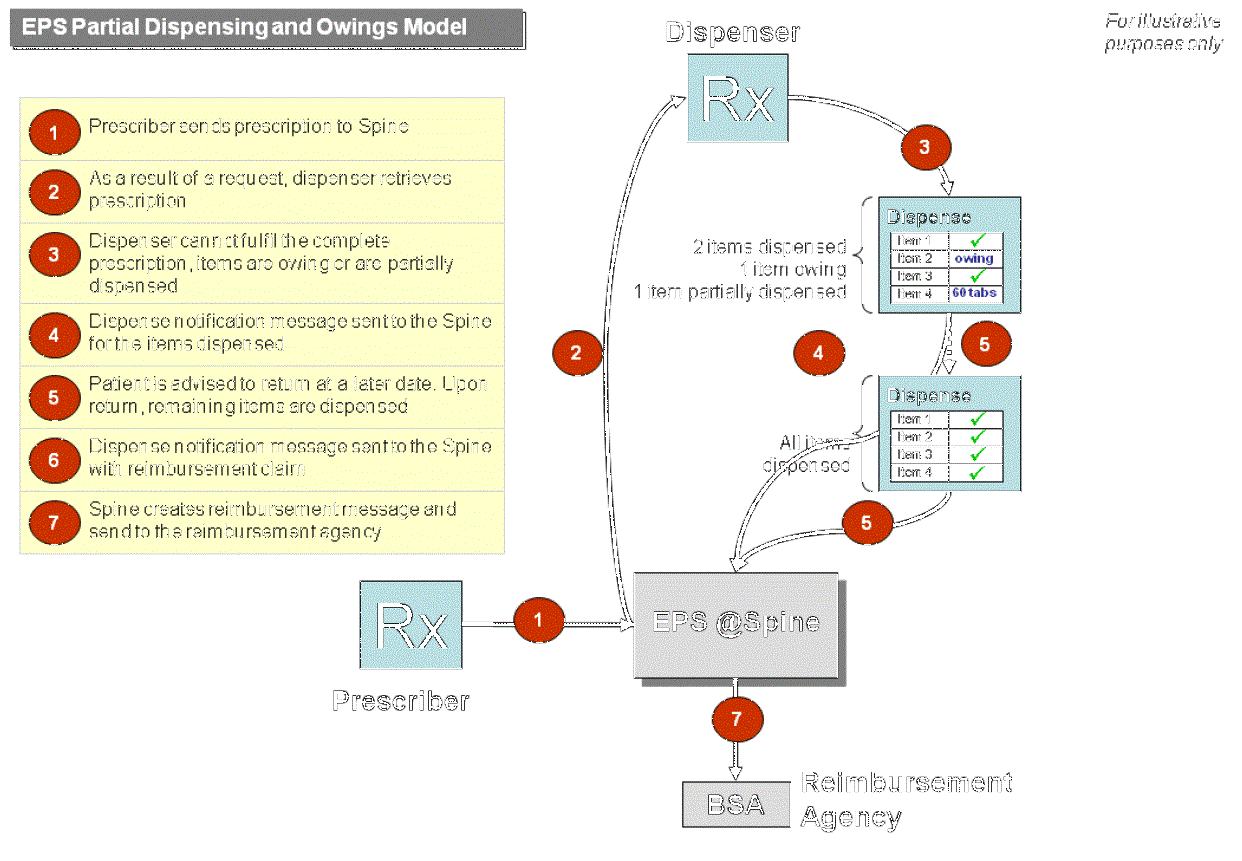 EPS Partial Dispensing and Owings Model
For illustrative
purposes only
1
Prescriber sends prescription to Spine
2
As a result of a request, dispenser retrieves
prescription
3
Dispenser cannot fulfil the complete
prescription, items are owing or are partially
dispensed
4
Dispense notification message sent to the Spine
for the items dispensed
5
Patient is advised to return at a later date. Upon
return, remaining items are dispensed
6
Dispense notification message sent to the Spine
with reimbursement claim
7
Spine creates reimbursement message and
send to the reimbursement agency
Dispenser
Rx
3
2 items dispensed
1 item owing
1 item partially dispensed
Dispense
Item 1 ✓
Item 2 owing
Item 3 ✓
Item 4 60 tabs
2
4
5
All items
dispensed
Dispense
Item 1 ✓
Item 2 ✓
Item 3 ✓
Item 4 ✓
5
Rx
Prescriber
1
EPS @Spine
7
BSA
Reimbursement
Agency